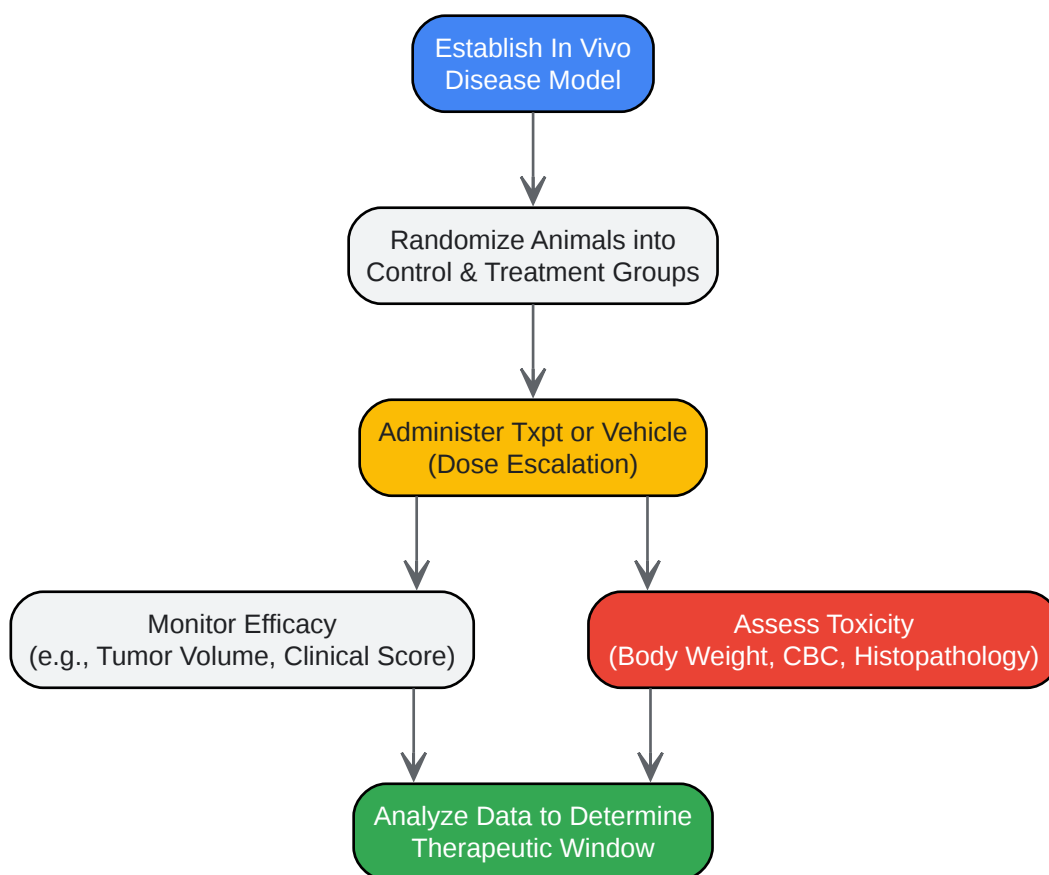 Establish In Vivo
Disease Model
Randomize Animals into
Control & Treatment Groups
Administer Txpt or Vehicle
(Dose Escalation)
Monitor Efficacy
(e.g., Tumor Volume, Clinical Score)
Assess Toxicity
(Body Weight, CBC, Histopathology)
Analyze Data to Determine
Therapeutic Window